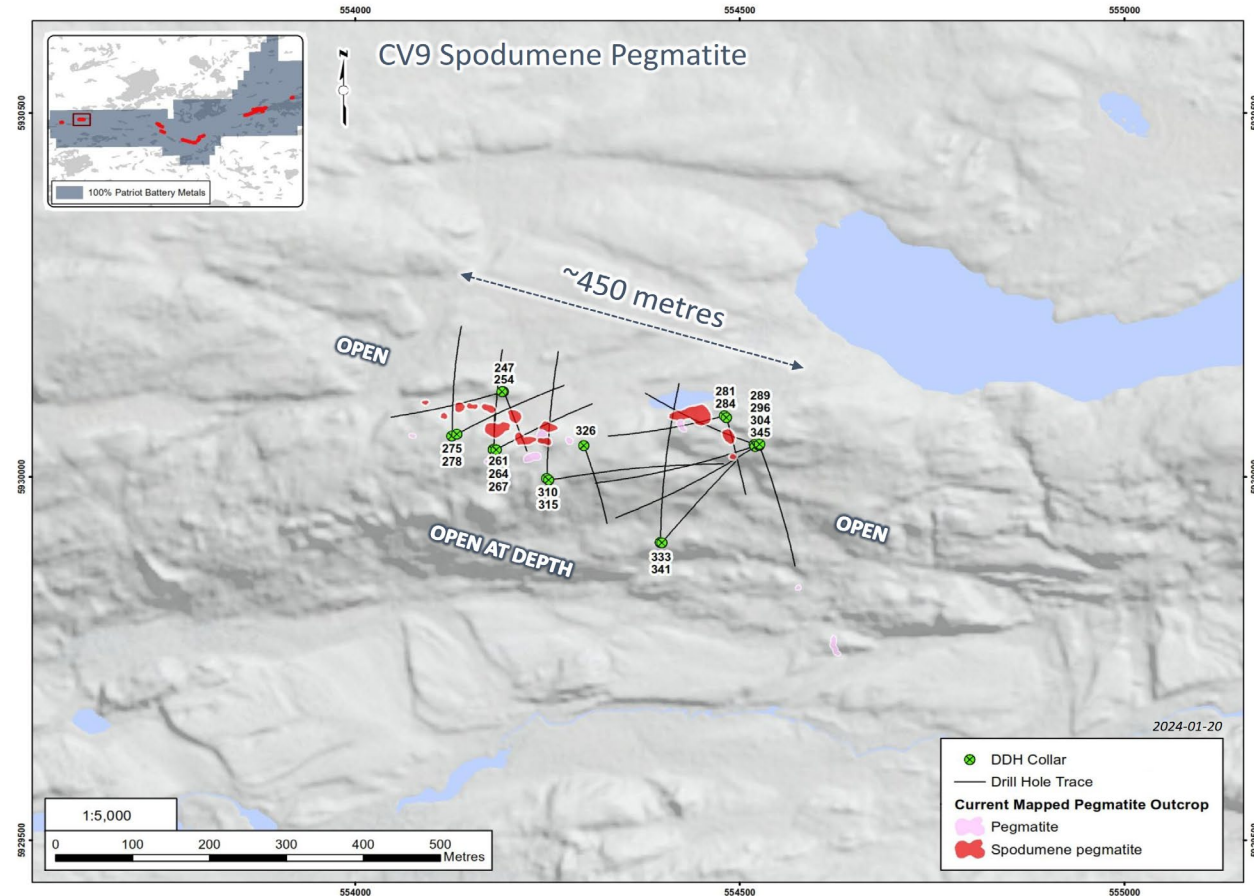 554000
554500
555000
CV9 Spodumene Pegmatite
N
100% Patriot Battery Metals
5930500
5930500
~450 metres
OPEN
247
254
281
284
289
296
304
345
326
275
278
261
264
267
310
315
5930000
5930000
OPEN AT DEPTH
OPEN
333
341
2024-01-20
DDH Collar
Drill Hole Trace
Current Mapped Pegmatite Outcrop
Pegmatite
Spodumene pegmatite
1:5,000
0 100 200 300 400 500
Metres
5929500
5929500
554000
554500
555000